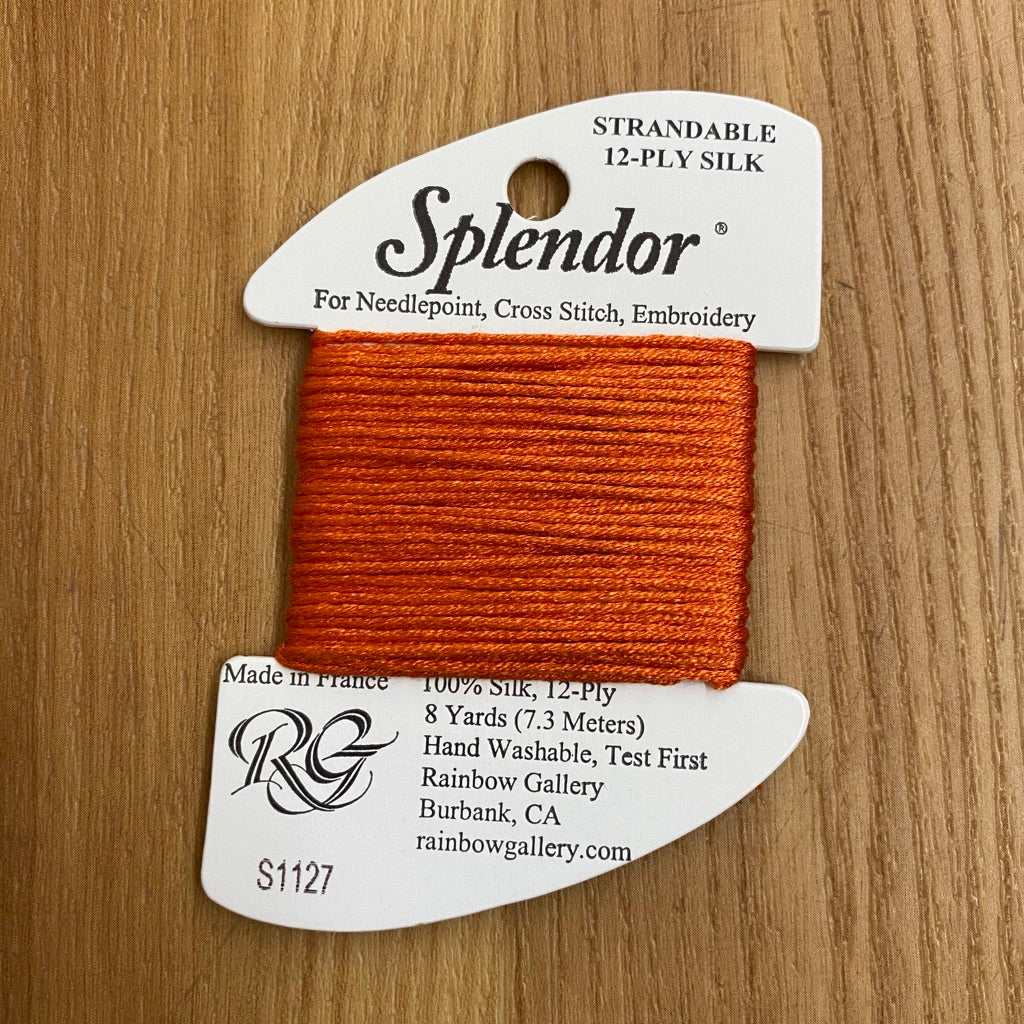 STRANDABLE
12-PLY SILK
Splendor ®
For Needlepoint, Cross Stitch, Embroidery
Made in France
100% Silk, 12-Ply
8 Yards (7.3 Meters)
Hand Washable, Test First
Rainbow Gallery
Burbank, CA
rainbowgallery.com
RG
S1127